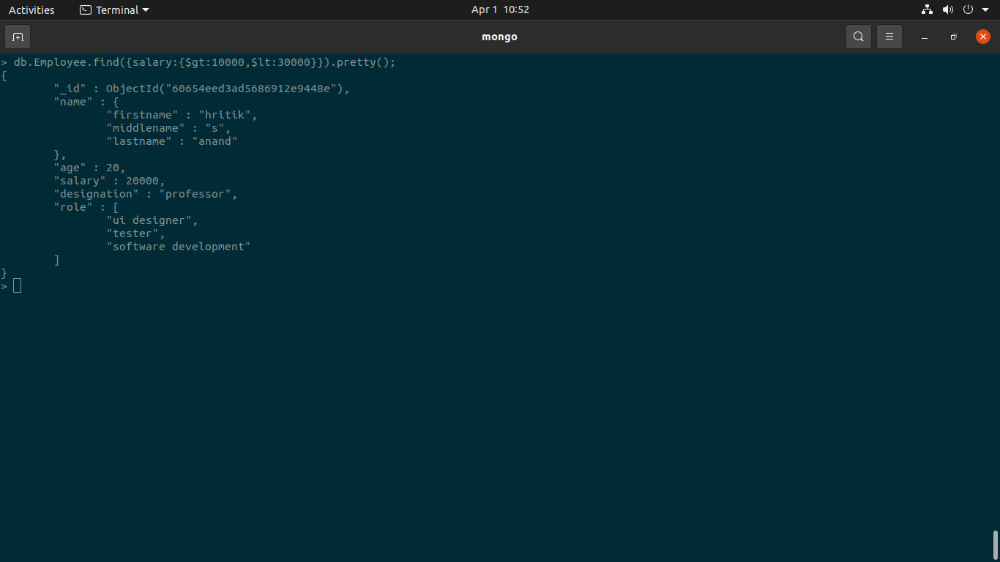 Activities Terminal Apr 1 10:52
mongo
> db.Employee.find({salary:{$gt:10000,$lt:30000}}).pretty();
{
        "_id" : ObjectId("60654eed3ad5686912e9448e"),
        "name" : {
                "firstname" : "hritik",
                "middlename" : "s",
                "lastname" : "anand"
        },
        "age" : 20,
        "salary" : 20000,
        "designation" : "professor",
        "role" : [
                "ui designer",
                "tester",
                "software development"
        ]
}
>